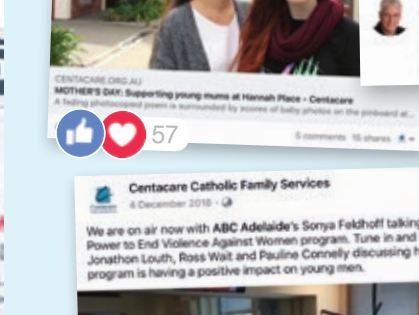 CENTACARE.ORG.AU
MOTHER'S DAY: Supporting young mums at Hannah Place - Centacare
A fading photocopied poem is surrounded by scores of baby photos on the pinboard at...
57
5 comments 15 shares
Centacare Catholic Family Services
4 December 2018 ·
We are on air now with ABC Adelaide's Sonya Feldhoff talking
Power to End Violence Against Women program. Tune in and
Jonathon Louth, Ross Wait and Pauline Connelly discussing h
program is having a positive impact on young men.